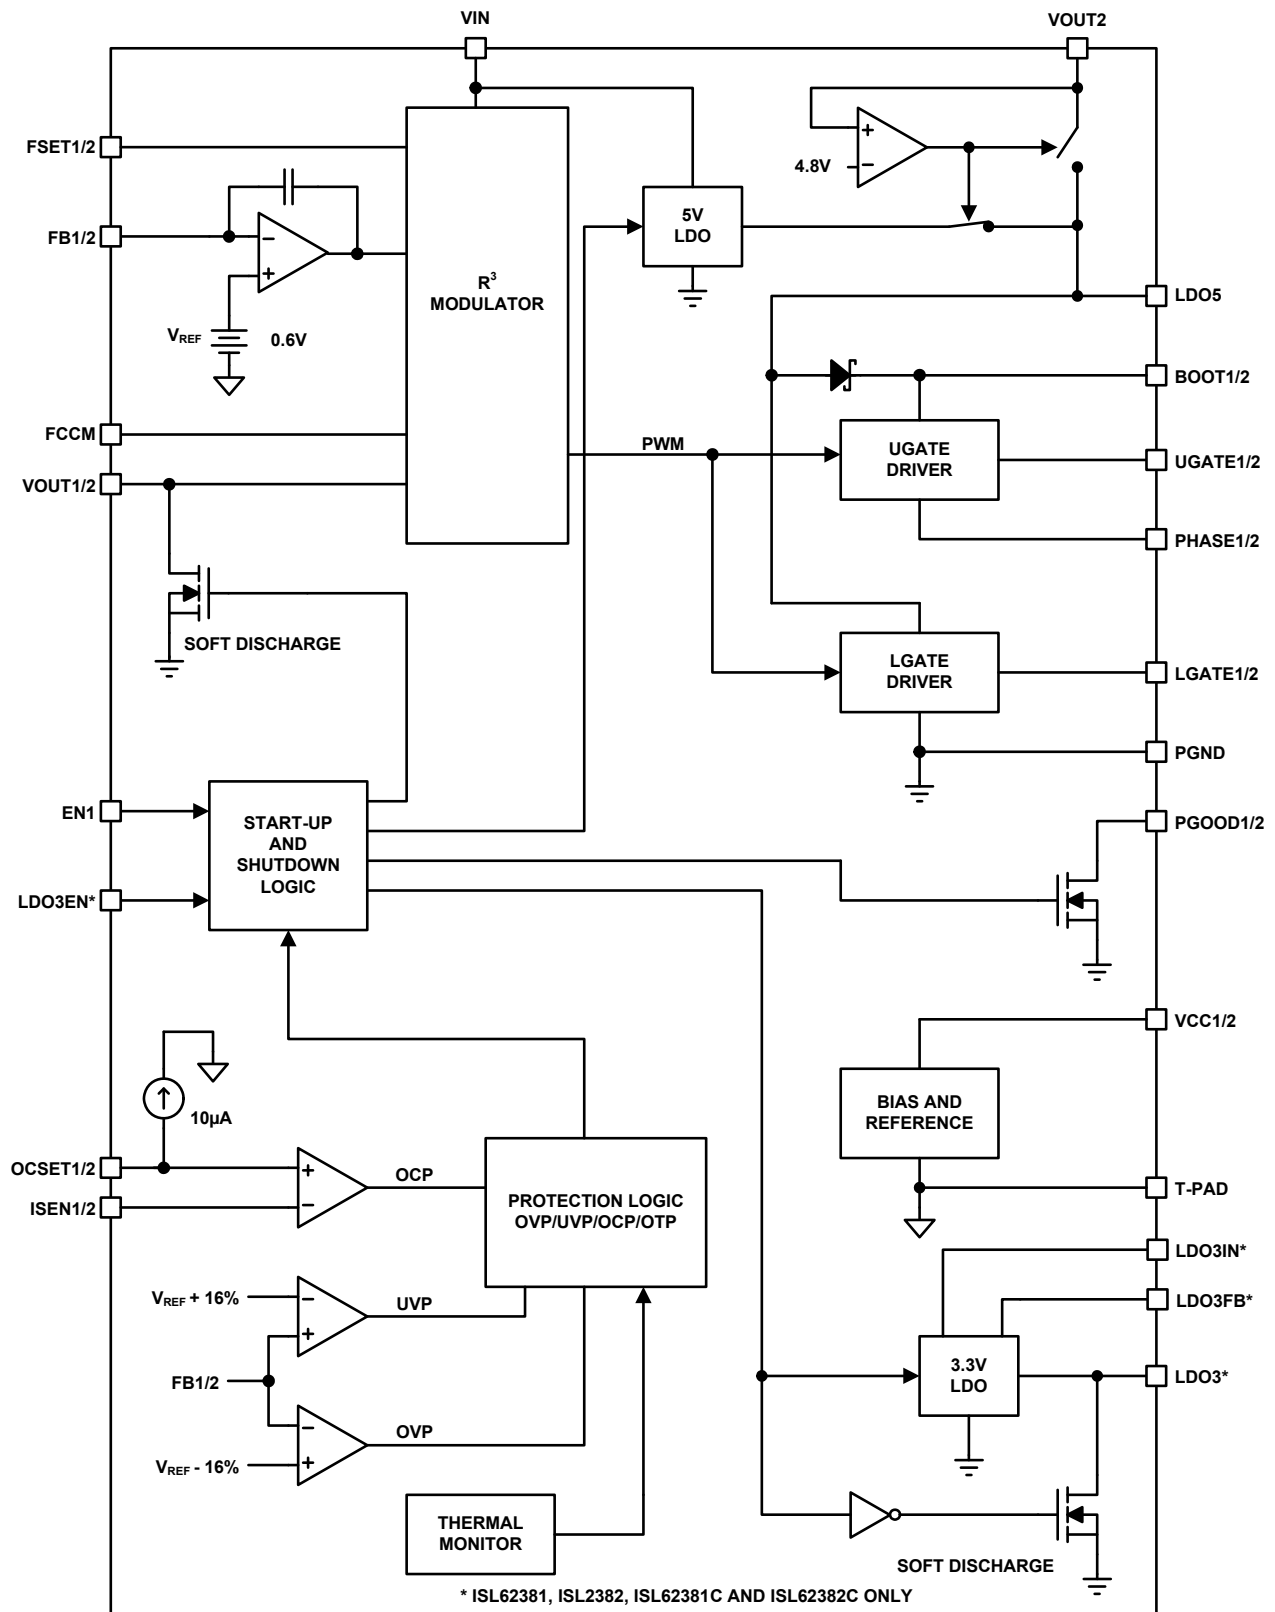 VIN
VOUT2
FSET1/2
+
4.8V
−
5V
LDO
FB1/2
−
+
R³
MODULATOR
LDO5
VREF
0.6V
BOOT1/2
FCCM
PWM
UGATE
DRIVER
UGATE1/2
VOUT1/2
PHASE1/2
SOFT DISCHARGE
LGATE
DRIVER
LGATE1/2
PGND
EN1
START-UP
AND
SHUTDOWN
LOGIC
PGOOD1/2
LDO3EN*
VCC1/2
10µA
BIAS AND
REFERENCE
OCSET1/2
+
OCP
ISEN1/2
−
PROTECTION LOGIC
OVP/UVP/OCP/OTP
T-PAD
LDO3IN*
VREF + 16%
−
UVP
+
LDO3FB*
FB1/2
3.3V
LDO
LDO3*
−
OVP
VREF - 16%
+
THERMAL
MONITOR
SOFT DISCHARGE
* ISL62381, ISL2382, ISL62381C AND ISL62382C ONLY